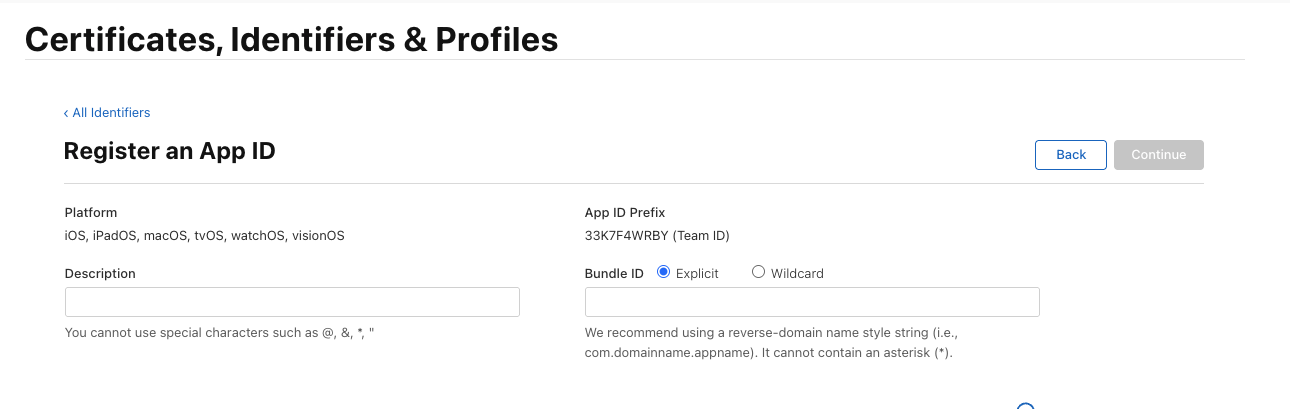 Certificates, Identifiers & Profiles
‹ All Identifiers
Register an App ID
Back
Continue
Platform
iOS, iPadOS, macOS, tvOS, watchOS, visionOS
App ID Prefix
33K7F4WRBY (Team ID)
Description
You cannot use special characters such as @, &, *, "
Bundle ID Explicit Wildcard
We recommend using a reverse-domain name style string (i.e.,
com.domainname.appname). It cannot contain an asterisk (*).